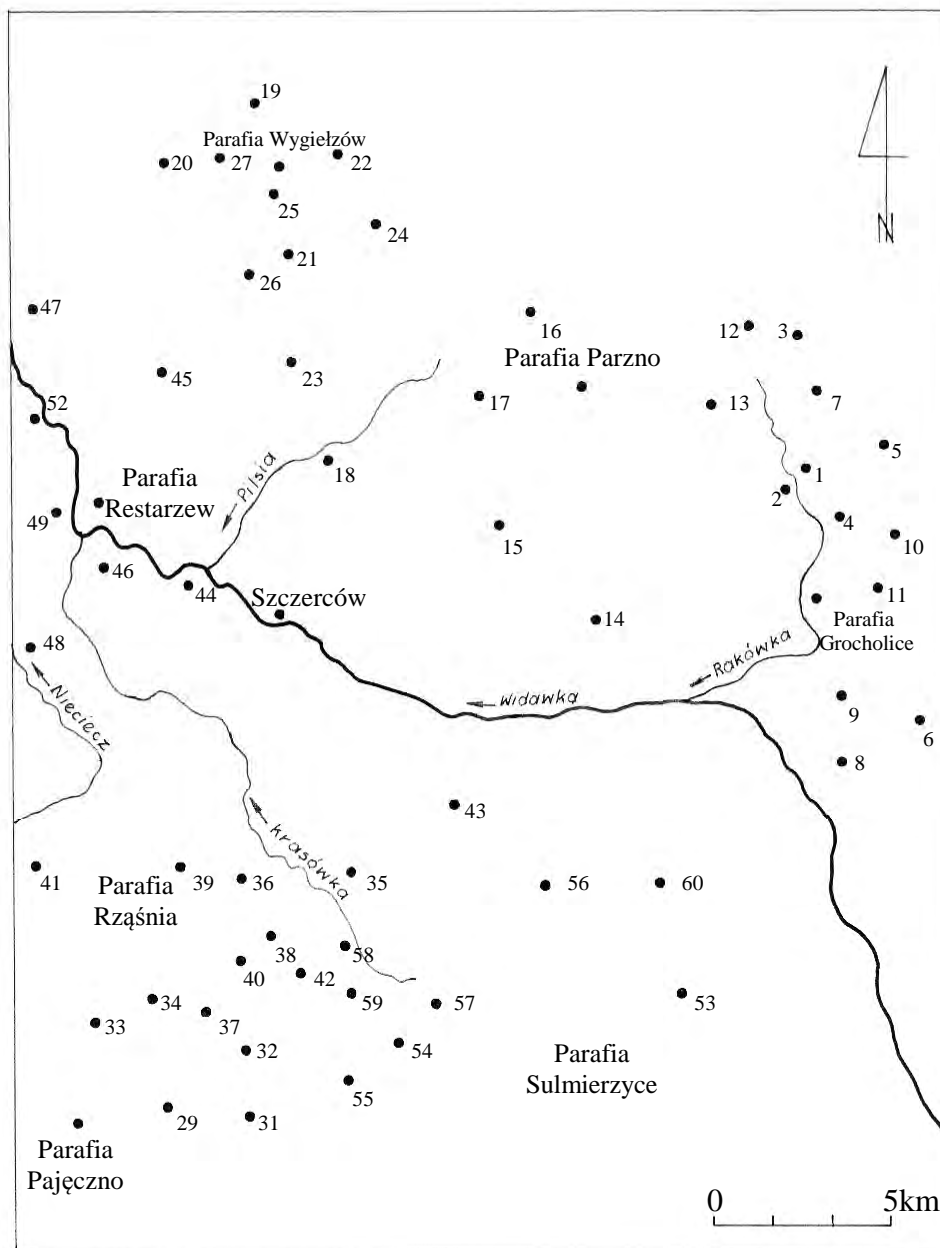 19
Parafia Wygiełzów
20
27
22
25
24
21
26
47
16
12
3
Parafia Parzno
45
23
17
13
7
52
5
Pilsia
18
1
Parafia
Restarzew
2
49
4
15
10
46
44
Szczerców
11
14
Parafia
Grocholice
48
Rakówka
Nieciecz
Widawka
9
6
8
43
krasówka
41
Parafia
Rząśnia
39
36
35
56
60
38
58
40
42
34
59
57
53
33
37
32
54
Parafia
Sulmierzyce
55
29
31
Parafia
Pajęczno
0
5km
N